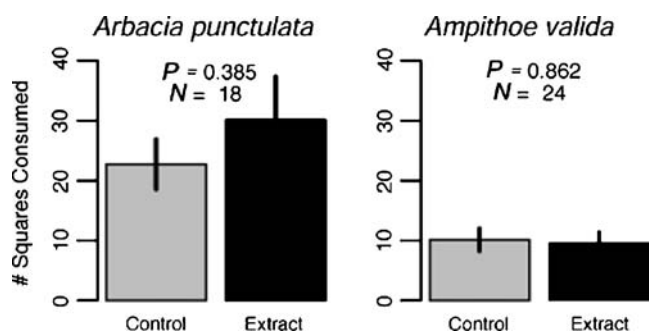 Arbacia punctulata
Ampithoe valida
# Squares Consumed
40
30
20
10
0
P = 0.385
N = 18
Control
Extract
40
30
20
10
0
P = 0.862
N = 24
Control
Extract